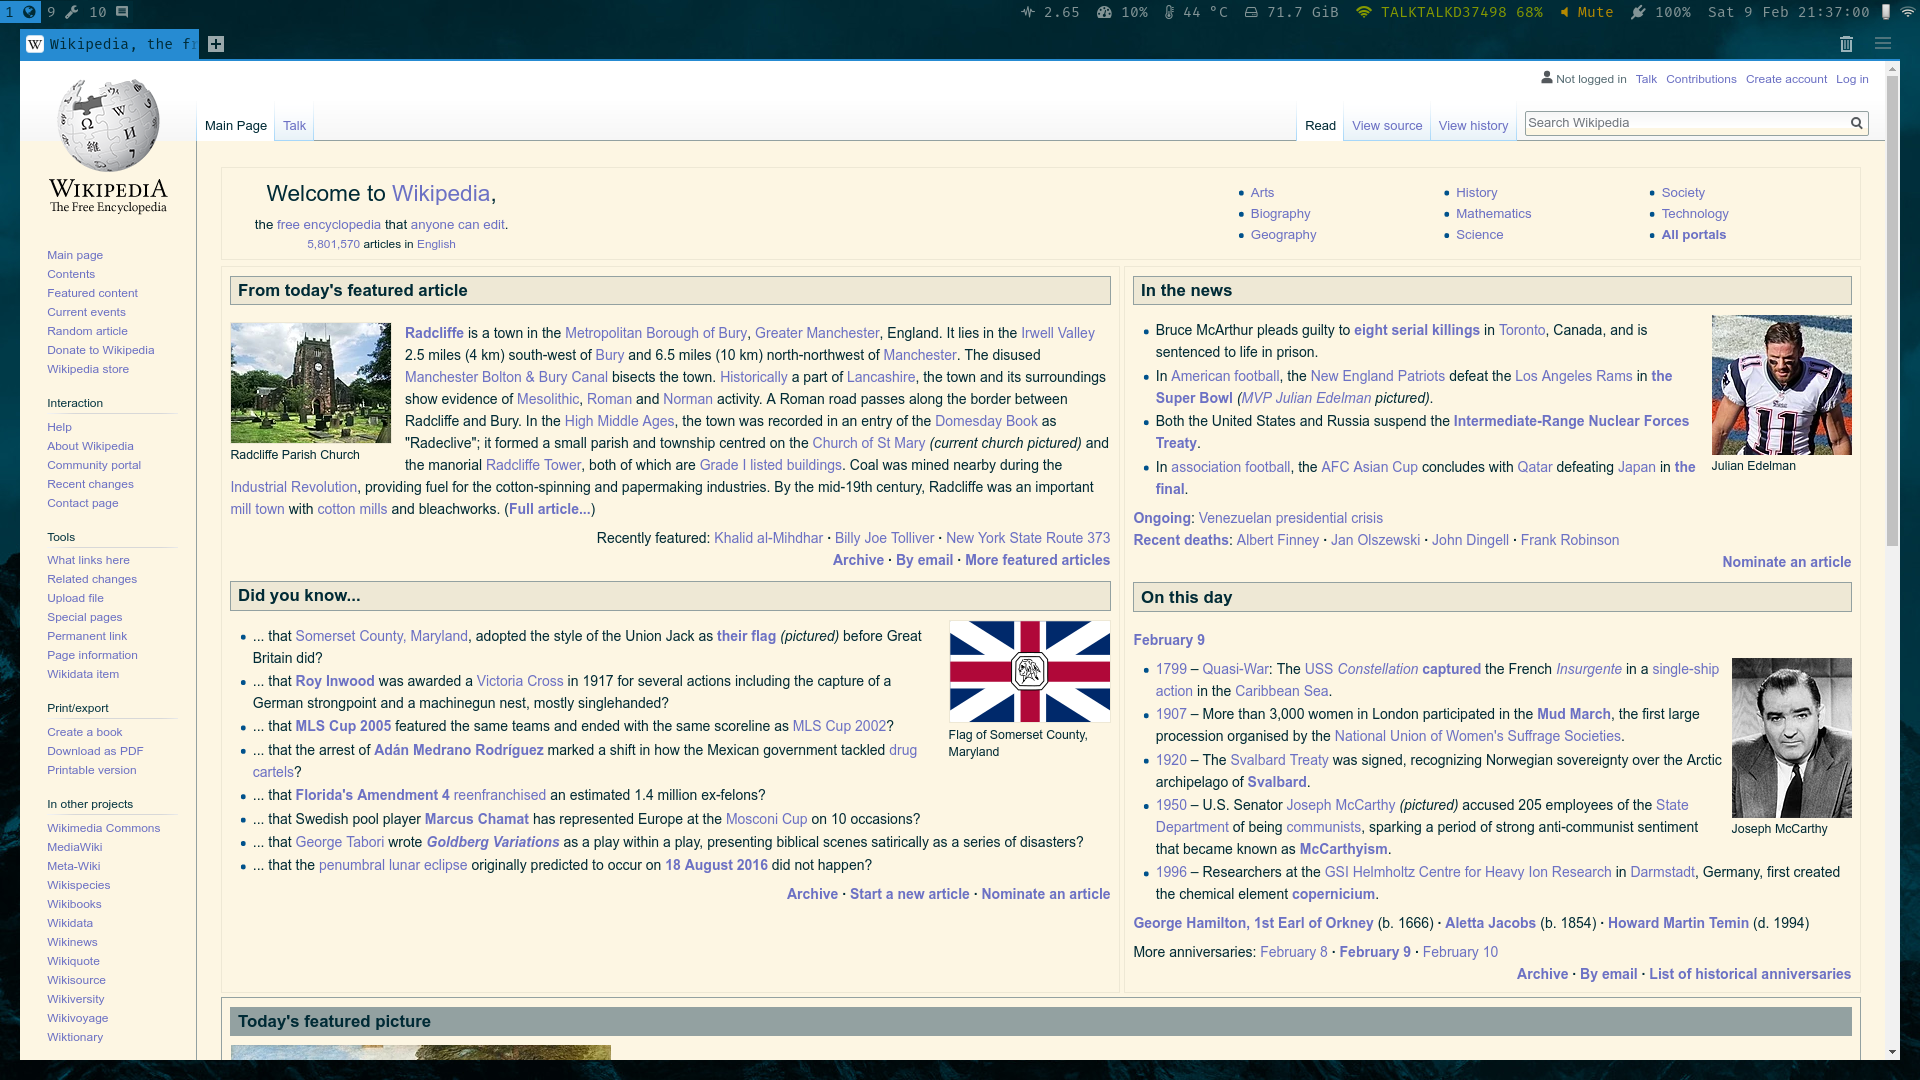 1 9 10 2.65 10% 44 °C 71.7 GiB TALKTALKD37498 68% Mute 100% Sat 9 Feb 21:37:00
Wikipedia, the fr
Not logged in Talk Contributions Create account Log in
Main Page Talk Read View source View history Search Wikipedia
WIKIPEDIA
The Free Encyclopedia
Main page
Contents
Featured content
Current events
Random article
Donate to Wikipedia
Wikipedia store
Interaction
Help
About Wikipedia
Community portal
Recent changes
Contact page
Tools
What links here
Related changes
Upload file
Special pages
Permanent link
Page information
Wikidata item
Print/export
Create a book
Download as PDF
Printable version
In other projects
Wikimedia Commons
MediaWiki
Meta-Wiki
Wikispecies
Wikibooks
Wikidata
Wikinews
Wikiquote
Wikisource
Wikiversity
Wikivoyage
Wiktionary
Welcome to Wikipedia,
the free encyclopedia that anyone can edit.
5,801,570 articles in English
Arts
Biography
Geography
History
Mathematics
Science
Society
Technology
All portals
From today's featured article
Radcliffe Parish Church
Radcliffe is a town in the Metropolitan Borough of Bury, Greater Manchester, England. It lies in the Irwell Valley
2.5 miles (4 km) south-west of Bury and 6.5 miles (10 km) north-northwest of Manchester. The disused
Manchester Bolton & Bury Canal bisects the town. Historically a part of Lancashire, the town and its surroundings
show evidence of Mesolithic, Roman and Norman activity. A Roman road passes along the border between
Radcliffe and Bury. In the High Middle Ages, the town was recorded in an entry of the Domesday Book as
"Radeclive"; it formed a small parish and township centred on the Church of St Mary (current church pictured) and
the manorial Radcliffe Tower, both of which are Grade I listed buildings. Coal was mined nearby during the
Industrial Revolution, providing fuel for the cotton-spinning and papermaking industries. By the mid-19th century, Radcliffe was an important
mill town with cotton mills and bleachworks. (Full article...)
Recently featured: Khalid al-Mihdhar · Billy Joe Tolliver · New York State Route 373
Archive · By email · More featured articles
Did you know...
... that Somerset County, Maryland, adopted the style of the Union Jack as their flag (pictured) before Great
Britain did?
... that Roy Inwood was awarded a Victoria Cross in 1917 for several actions including the capture of a
German strongpoint and a machinegun nest, mostly singlehanded?
... that MLS Cup 2005 featured the same teams and ended with the same scoreline as MLS Cup 2002?
... that the arrest of Adán Medrano Rodríguez marked a shift in how the Mexican government tackled drug
cartels?
... that Florida's Amendment 4 reenfranchised an estimated 1.4 million ex-felons?
... that Swedish pool player Marcus Chamat has represented Europe at the Mosconi Cup on 10 occasions?
... that George Tabori wrote Goldberg Variations as a play within a play, presenting biblical scenes satirically as a series of disasters?
... that the penumbral lunar eclipse originally predicted to occur on 18 August 2016 did not happen?
Flag of Somerset County,
Maryland
Archive · Start a new article · Nominate an article
In the news
Bruce McArthur pleads guilty to eight serial killings in Toronto, Canada, and is
sentenced to life in prison.
In American football, the New England Patriots defeat the Los Angeles Rams in the
Super Bowl (MVP Julian Edelman pictured).
Both the United States and Russia suspend the Intermediate-Range Nuclear Forces
Treaty.
In association football, the AFC Asian Cup concludes with Qatar defeating Japan in the
final.
11
Julian Edelman
Ongoing: Venezuelan presidential crisis
Recent deaths: Albert Finney · Jan Olszewski · John Dingell · Frank Robinson
Nominate an article
On this day
February 9
1799 – Quasi-War: The USS Constellation captured the French Insurgente in a single-ship
action in the Caribbean Sea.
1907 – More than 3,000 women in London participated in the Mud March, the first large
procession organised by the National Union of Women's Suffrage Societies.
1920 – The Svalbard Treaty was signed, recognizing Norwegian sovereignty over the Arctic
archipelago of Svalbard.
1950 – U.S. Senator Joseph McCarthy (pictured) accused 205 employees of the State
Department of being communists, sparking a period of strong anti-communist sentiment
that became known as McCarthyism.
1996 – Researchers at the GSI Helmholtz Centre for Heavy Ion Research in Darmstadt, Germany, first created
the chemical element copernicium.
Joseph McCarthy
George Hamilton, 1st Earl of Orkney (b. 1666) · Aletta Jacobs (b. 1854) · Howard Martin Temin (d. 1994)
More anniversaries: February 8 · February 9 · February 10
Archive · By email · List of historical anniversaries
Today's featured picture